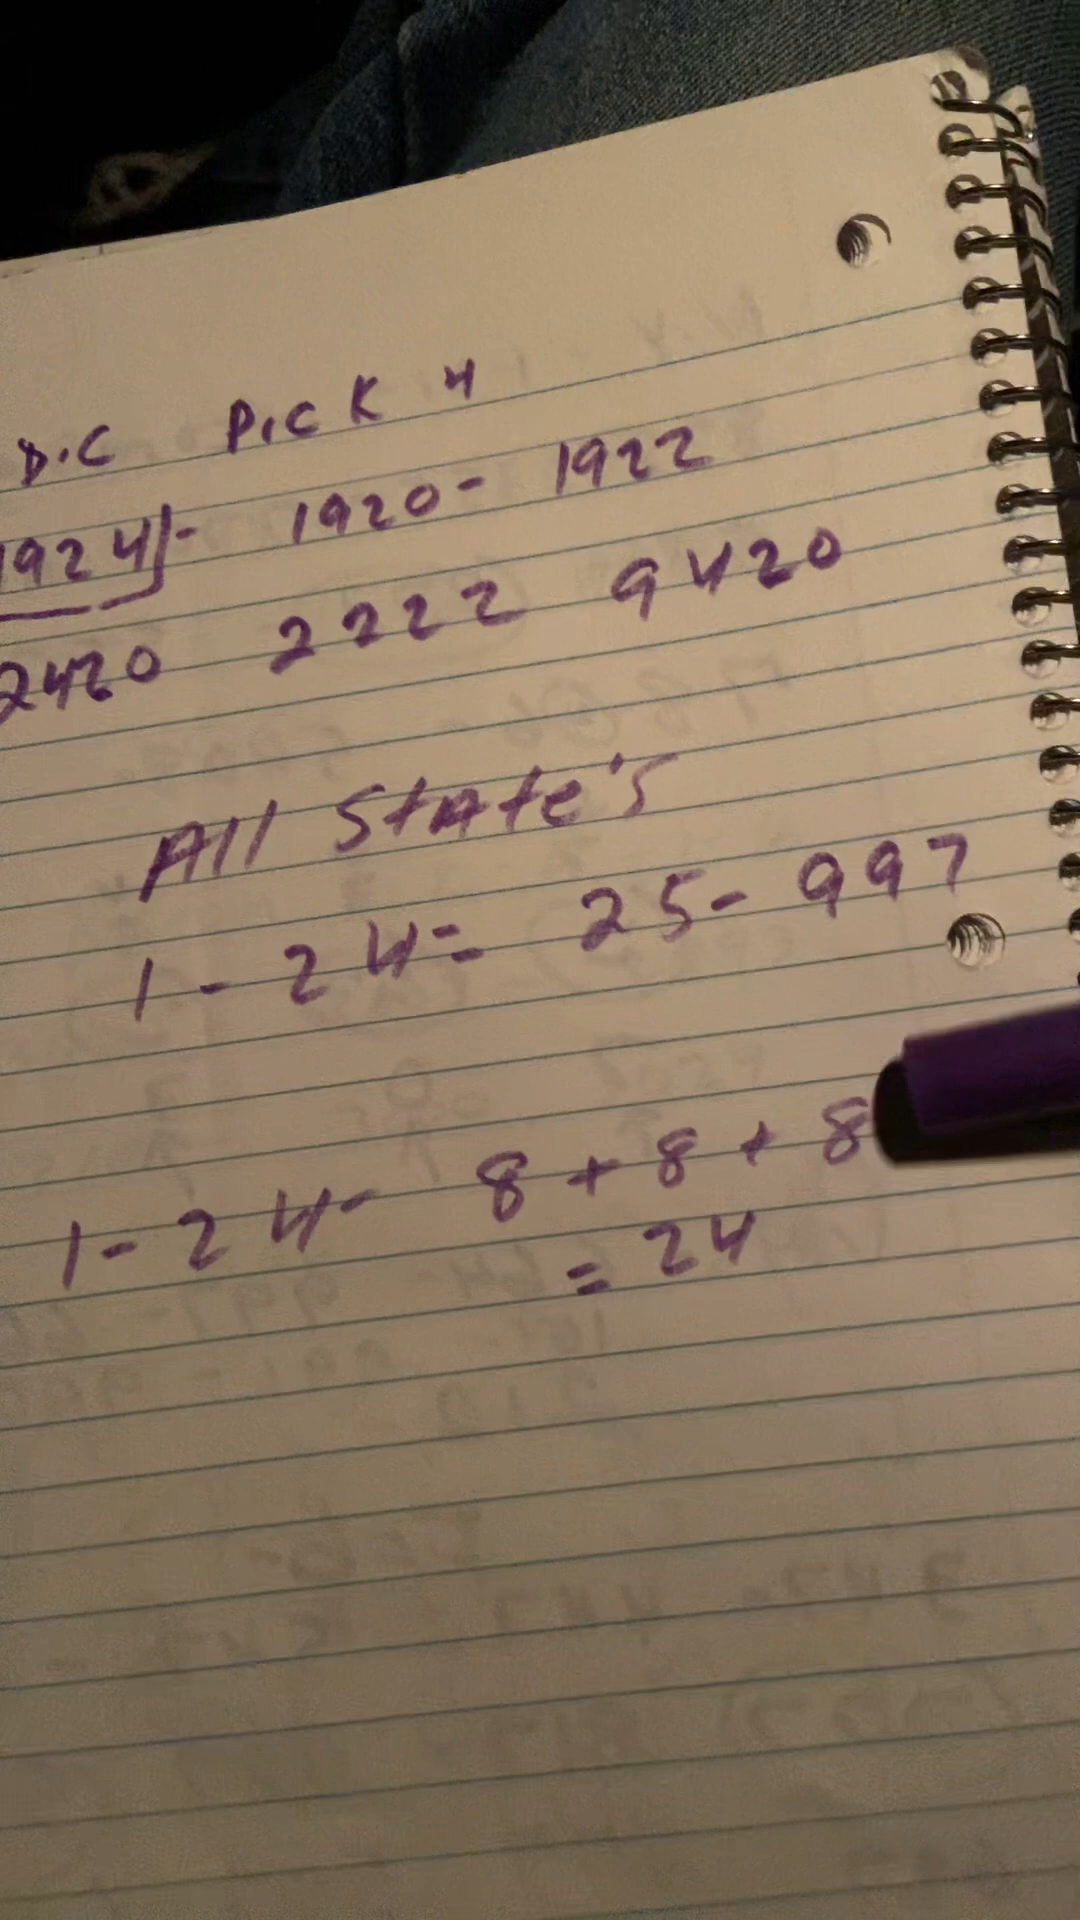 D.C PICK 4
1924]- 1920- 1922
2420 2222 9420
All State's
1 - 24= 25- 997
1- 24- 8 + 8 + 8
= 24